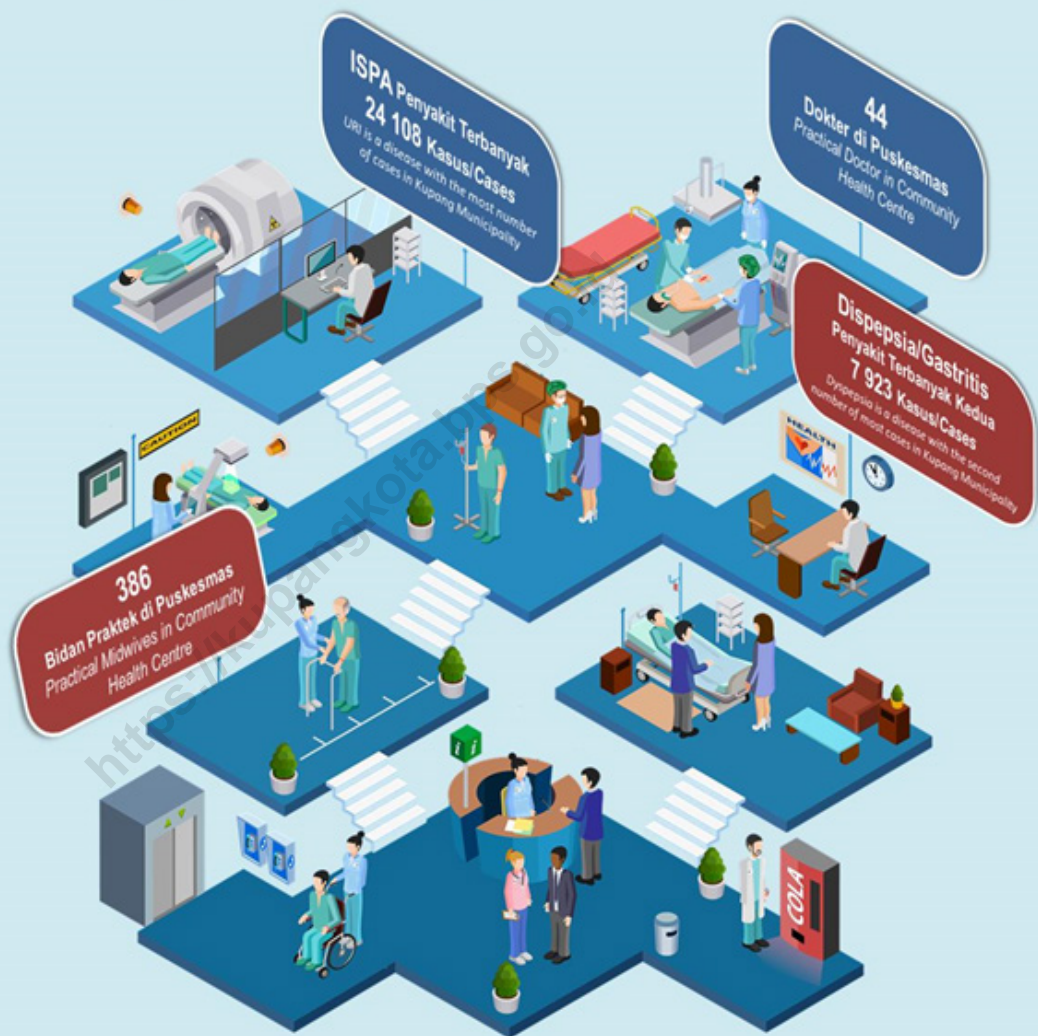 ISPA Penyakit Terbanyak
24 108 Kasus/Cases
URI is a disease with the most number
of cases in Kupang Municipality
44
Dokter di Puskesmas
Practical Doctor in Community
Health Centre
Dispepsia/Gastritis
Penyakit Terbanyak Kedua
7 923 Kasus/Cases
Dyspepsia is a disease with the second
number of most cases in Kupang Municipality
CAUTION
HEALTH
386
Bidan Praktek di Puskesmas
Practical Midwives in Community
Health Centre
i i
COLA
https://kupangkota.bps.go.id